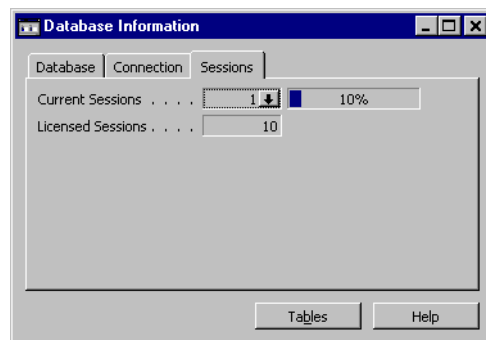 Database Information
Database Connection Sessions
Current Sessions . . . . 1 10%
Licensed Sessions . . . . 10
Tables Help